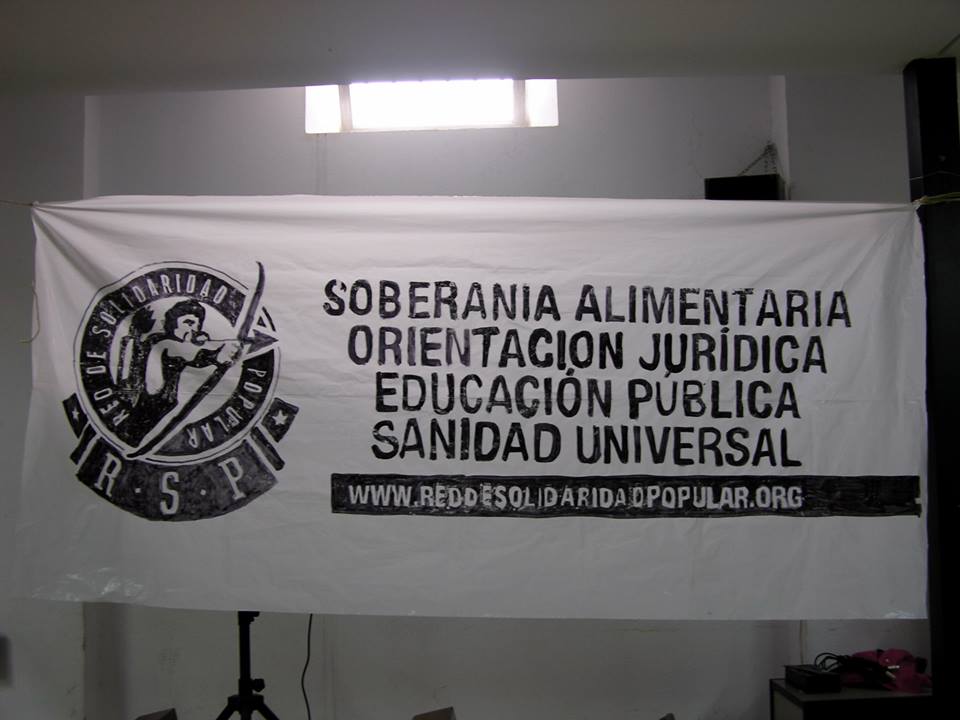 RED DE SOLIDARIDAD POPULAR
R · S · P
SOBERANIA ALIMENTARIA
ORIENTACION JURÍDICA
EDUCACIÓN PÚBLICA
SANIDAD UNIVERSAL
WWW.REDDESOLIDARIDADPOPULAR.ORG